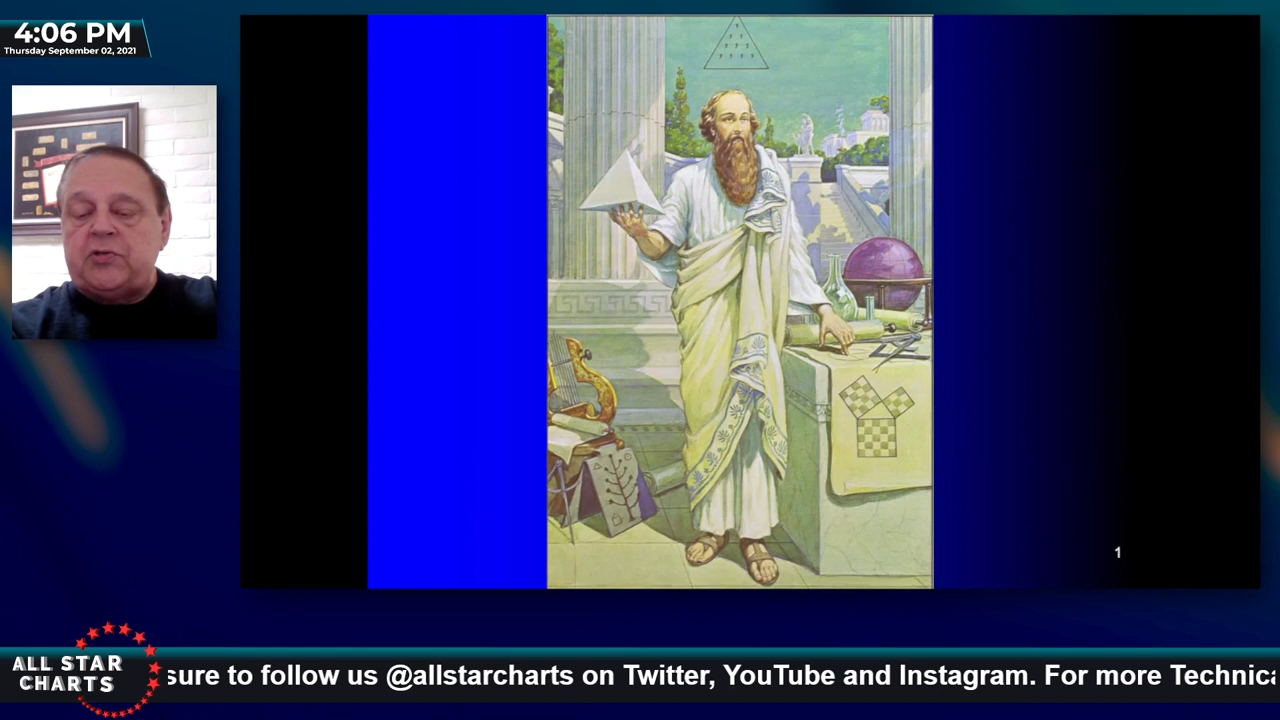 4:06 PM
Thursday September 02, 2021
1
ALL STAR
CHARTS
sure to follow us @allstarcharts on Twitter, YouTube and Instagram. For more Technica